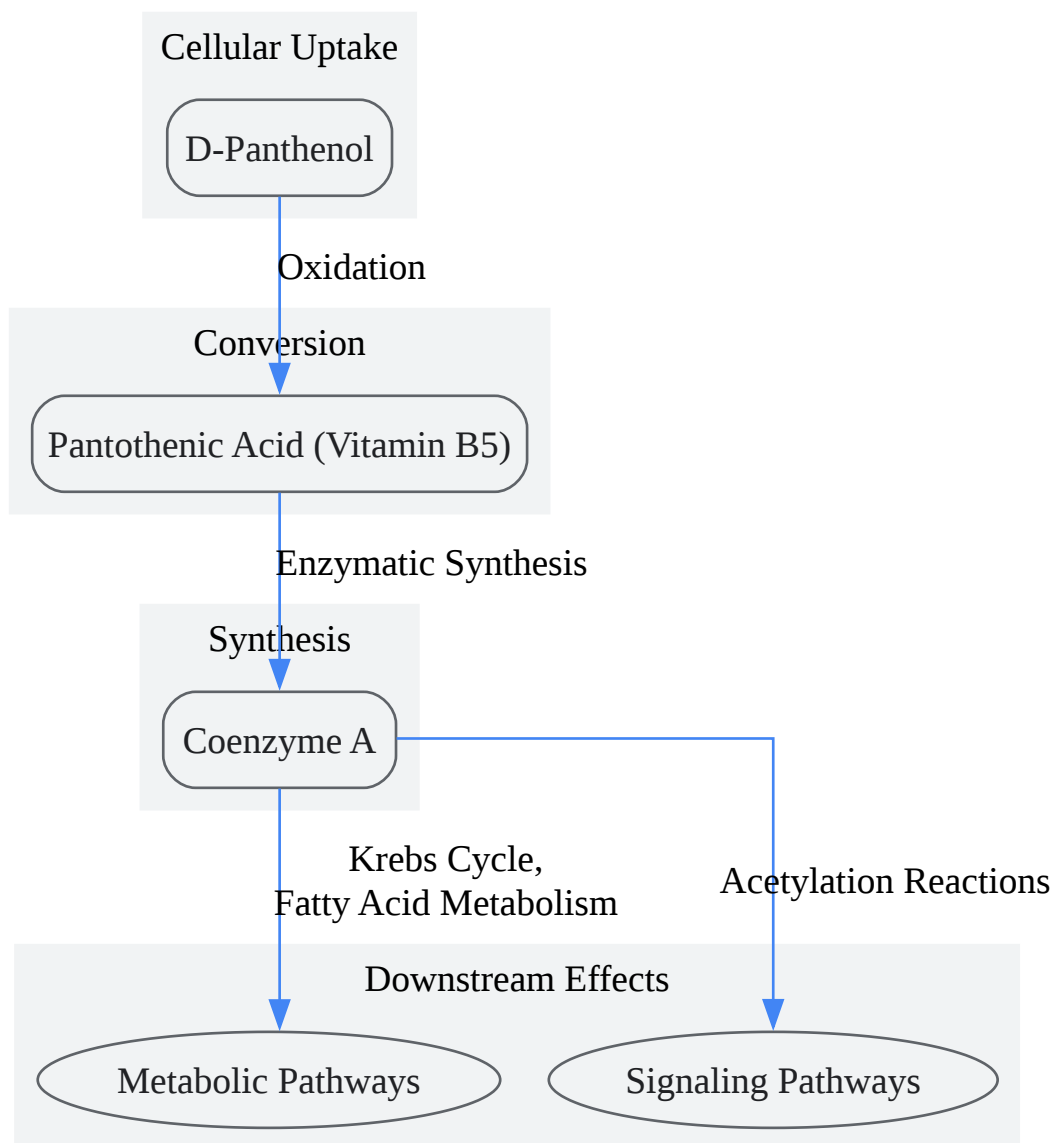 Cellular Uptake
D-Panthenol
Oxidation
Conversion
Pantothenic Acid (Vitamin B5)
Enzymatic Synthesis
Synthesis
Coenzyme A
Krebs Cycle,
Fatty Acid Metabolism
Acetylation Reactions
Downstream Effects
Metabolic Pathways
Signaling Pathways